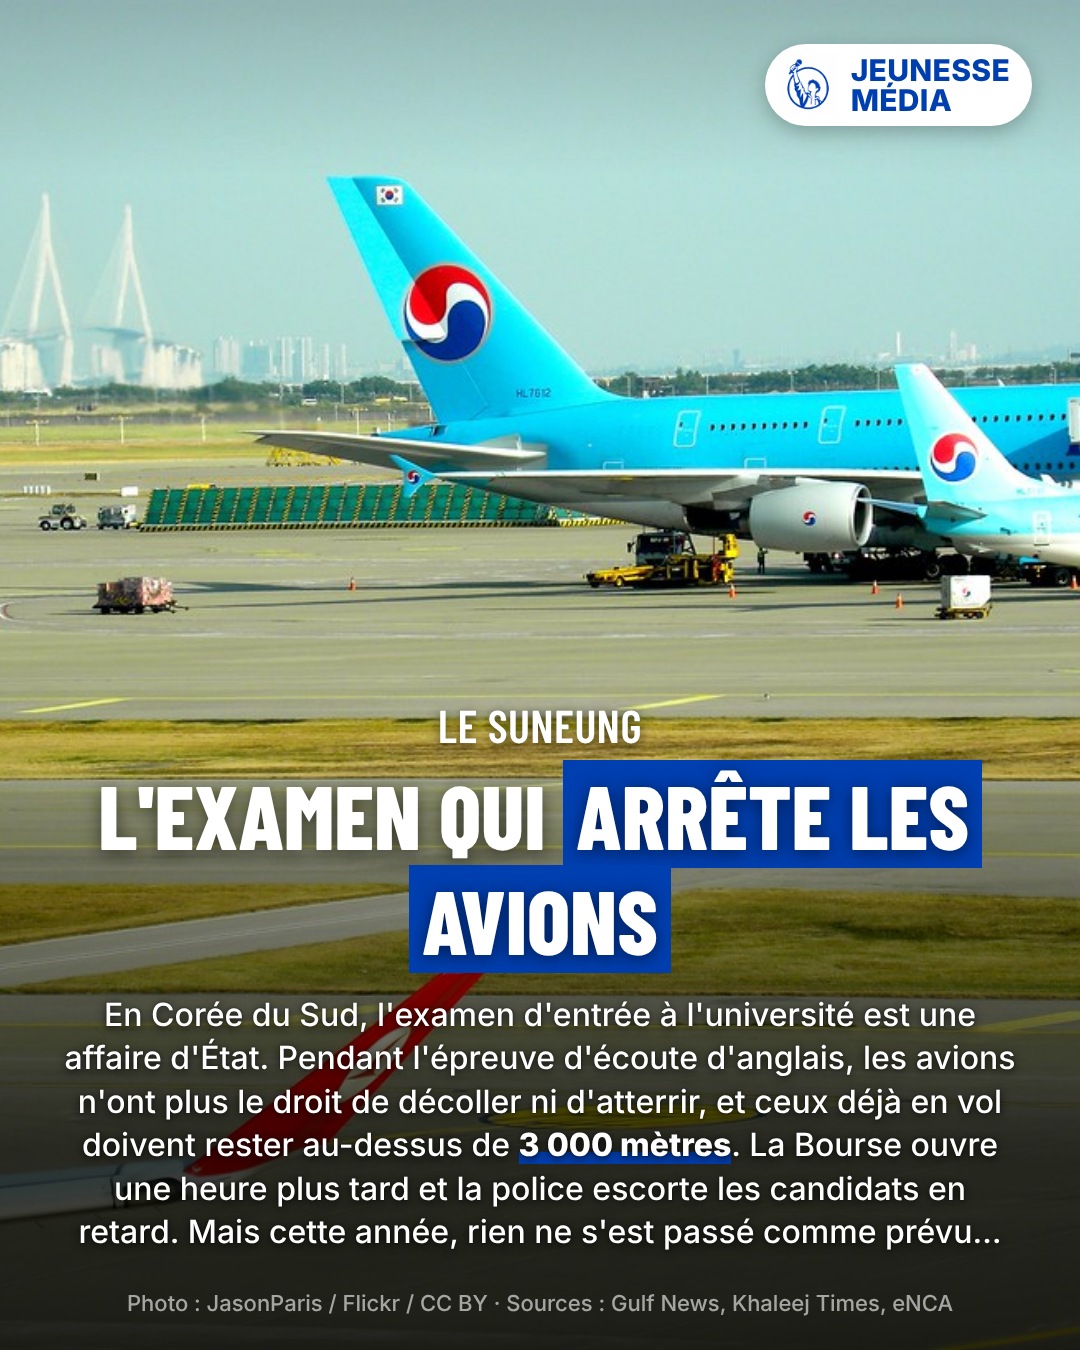 JEUNESSE
MÉDIA
HL7612
LE SUNEUNG
L'EXAMEN QUI ARRÊTE LES
AVIONS
En Corée du Sud, l'examen d'entrée à l'université est une
affaire d'État. Pendant l'épreuve d'écoute d'anglais, les avions
n'ont plus le droit de décoller ni d'atterrir, et ceux déjà en vol
doivent rester au-dessus de 3 000 mètres. La Bourse ouvre
une heure plus tard et la police escorte les candidats en
retard. Mais cette année, rien ne s'est passé comme prévu...
Photo : JasonParis / Flickr / CC BY · Sources : Gulf News, Khaleej Times, eNCA